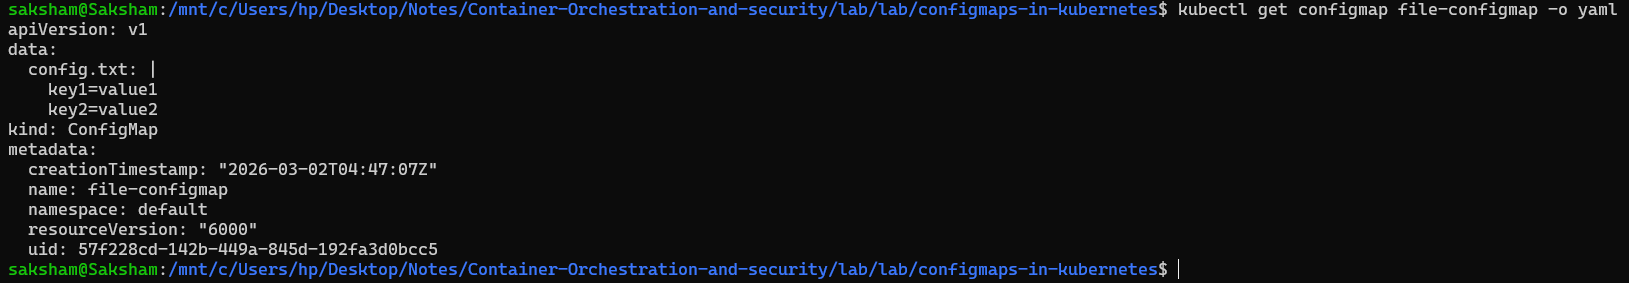 saksham@Saksham:/mnt/c/Users/hp/Desktop/Notes/Container-Orchestration-and-security/lab/lab/configmaps-in-kubernetes$ kubectl get configmap file-configmap -o yaml
apiVersion: v1
data:
  config.txt: |
    key1=value1
    key2=value2
kind: ConfigMap
metadata:
  creationTimestamp: "2026-03-02T04:47:07Z"
  name: file-configmap
  namespace: default
  resourceVersion: "6000"
  uid: 57f228cd-142b-449a-845d-192fa3d0bcc5
saksham@Saksham:/mnt/c/Users/hp/Desktop/Notes/Container-Orchestration-and-security/lab/lab/configmaps-in-kubernetes$